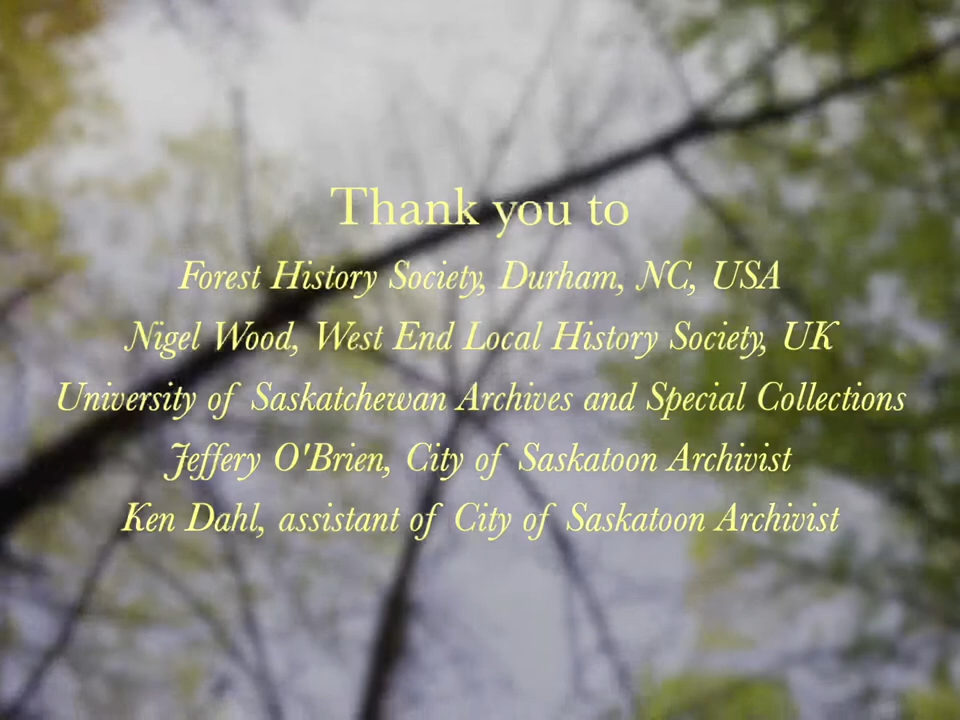 Thank you to
Forest History Society, Durham, NC, USA
Nigel Wood, West End Local History Society, UK
University of Saskatchewan Archives and Special Collections
Jeffery O'Brien, City of Saskatoon Archivist
Ken Dahl, assistant of City of Saskatoon Archivist